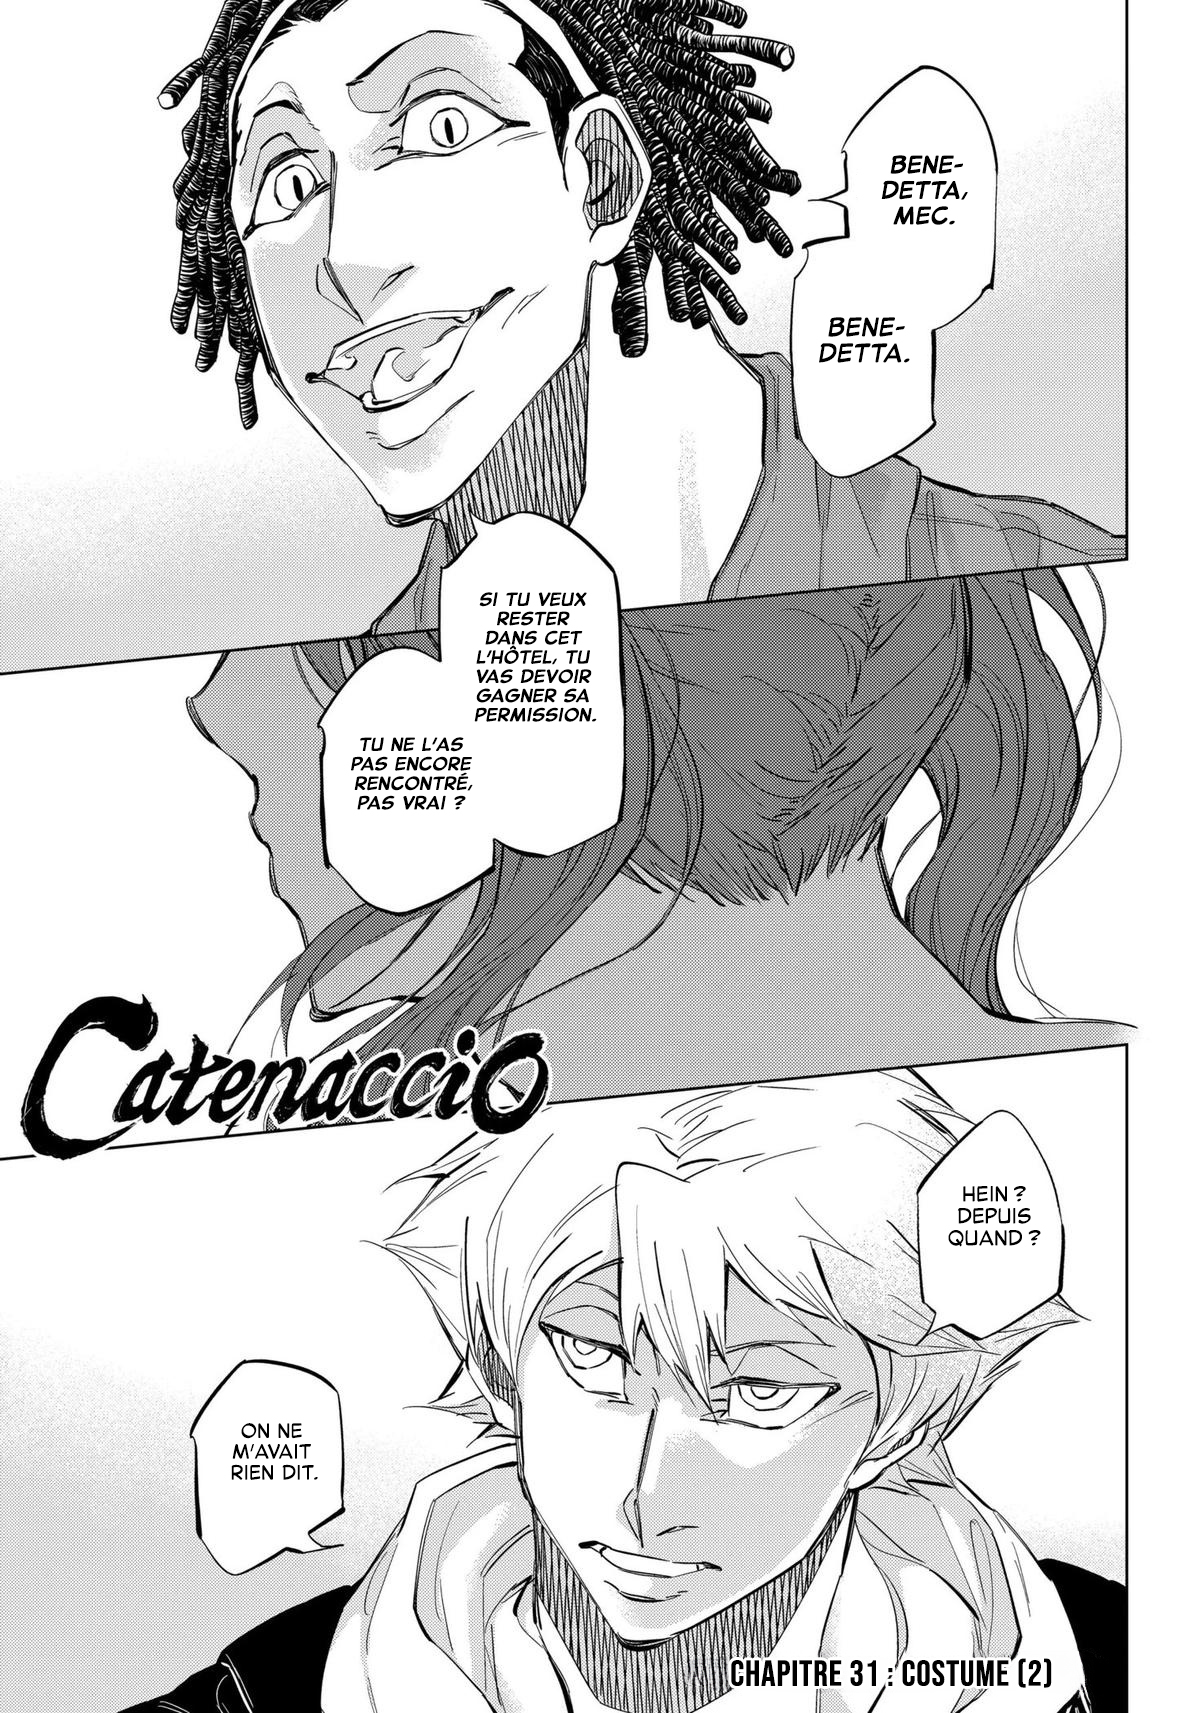 BENE-
DETTA,
MEC.
BENE-
DETTA.
SI TU VEUX
RESTER
DANS CET
L'HÔTEL, TU
VAS DEVOIR
GAGNER SA
PERMISSION.
TU NE L'AS
PAS ENCORE
RENCONTRÉ,
PAS VRAI ?
Catenaccio
HEIN ?
DEPUIS
QUAND ?
ON NE
M'AVAIT
RIEN DIT.
CHAPITRE 31 : COSTUME (2)